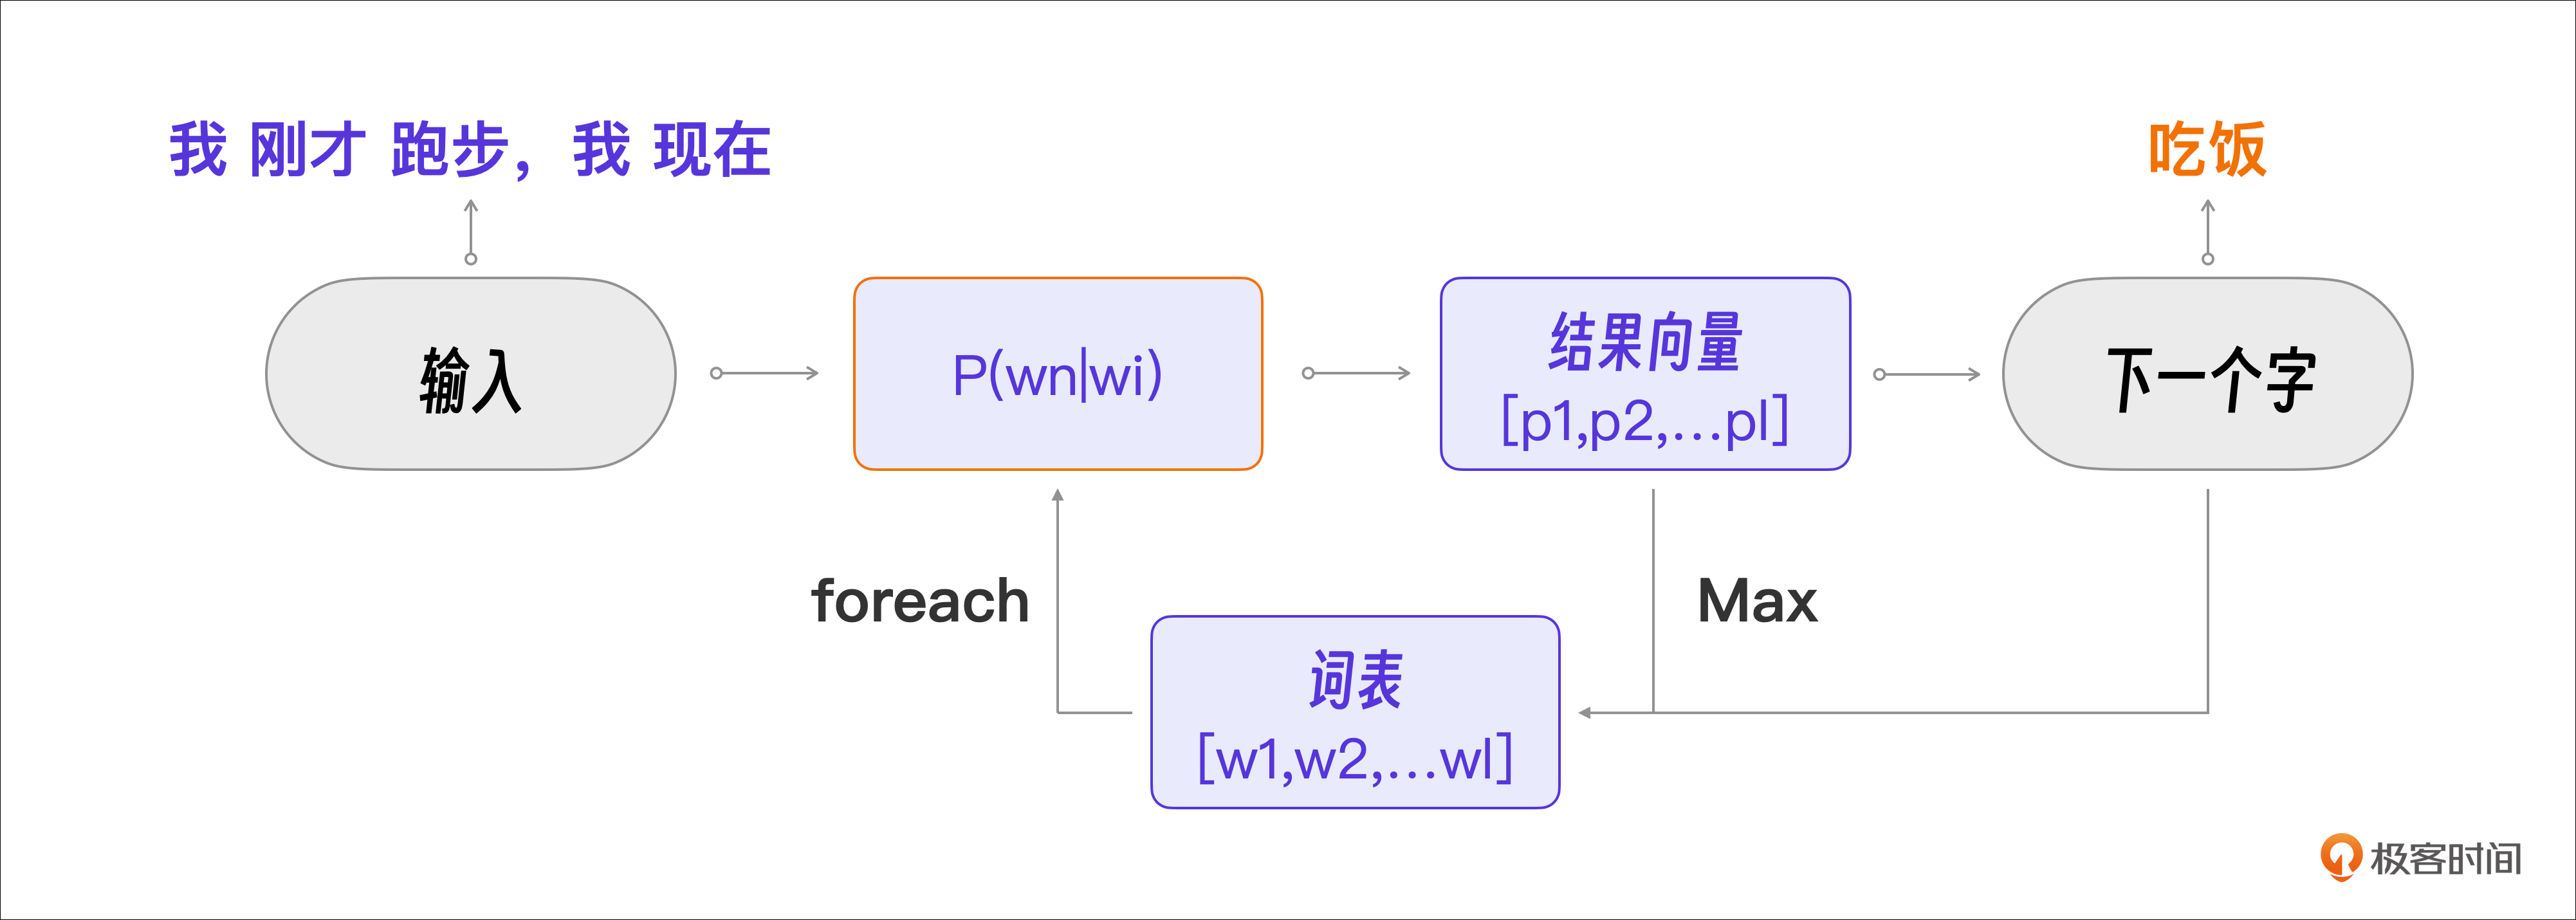 我 刚才 跑步，我 现在
吃饭
输入
P(wn|wi)
结果向量
[p1,p2,...pl]
下一个字
foreach
Max
词表
[w1,w2,...wl]
极客时间